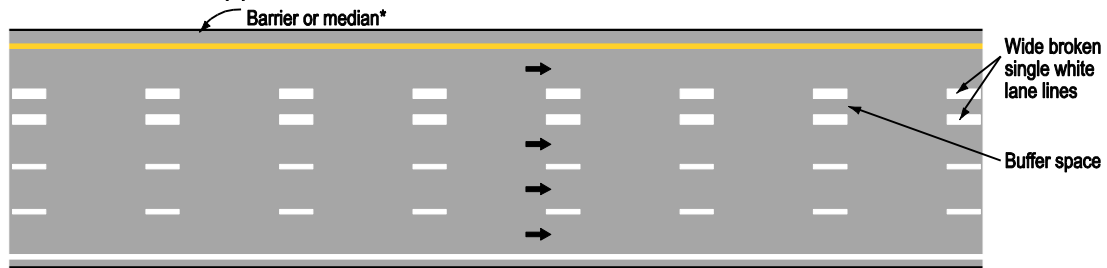 Barrier or median*
Wide broken
single white
lane lines
Buffer space